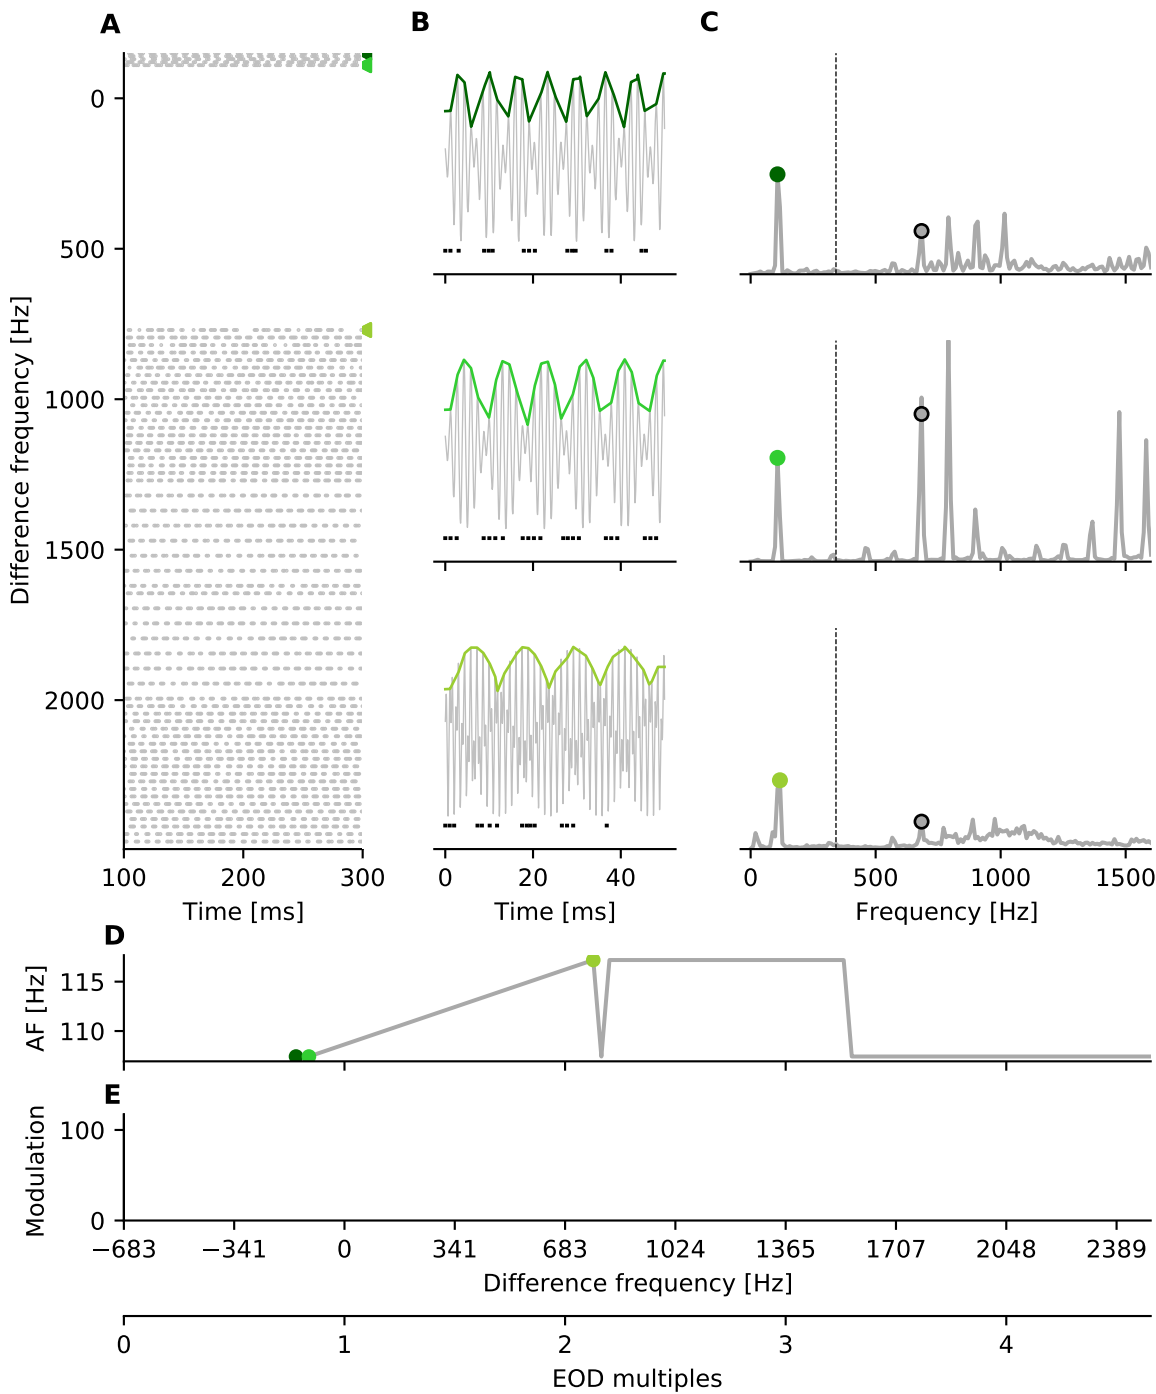 A
B
C
0
500
1000
1500
2000
Difference frequency [Hz]
100 200 300
Time [ms]
0 20 40
Time [ms]
0 500 1000 1500
Frequency [Hz]
D
115
110
AF [Hz]
E
100
0
Modulation
−683 −341 0 341 683 1024 1365 1707 2048 2389
Difference frequency [Hz]
0 1 2 3 4
EOD multiples